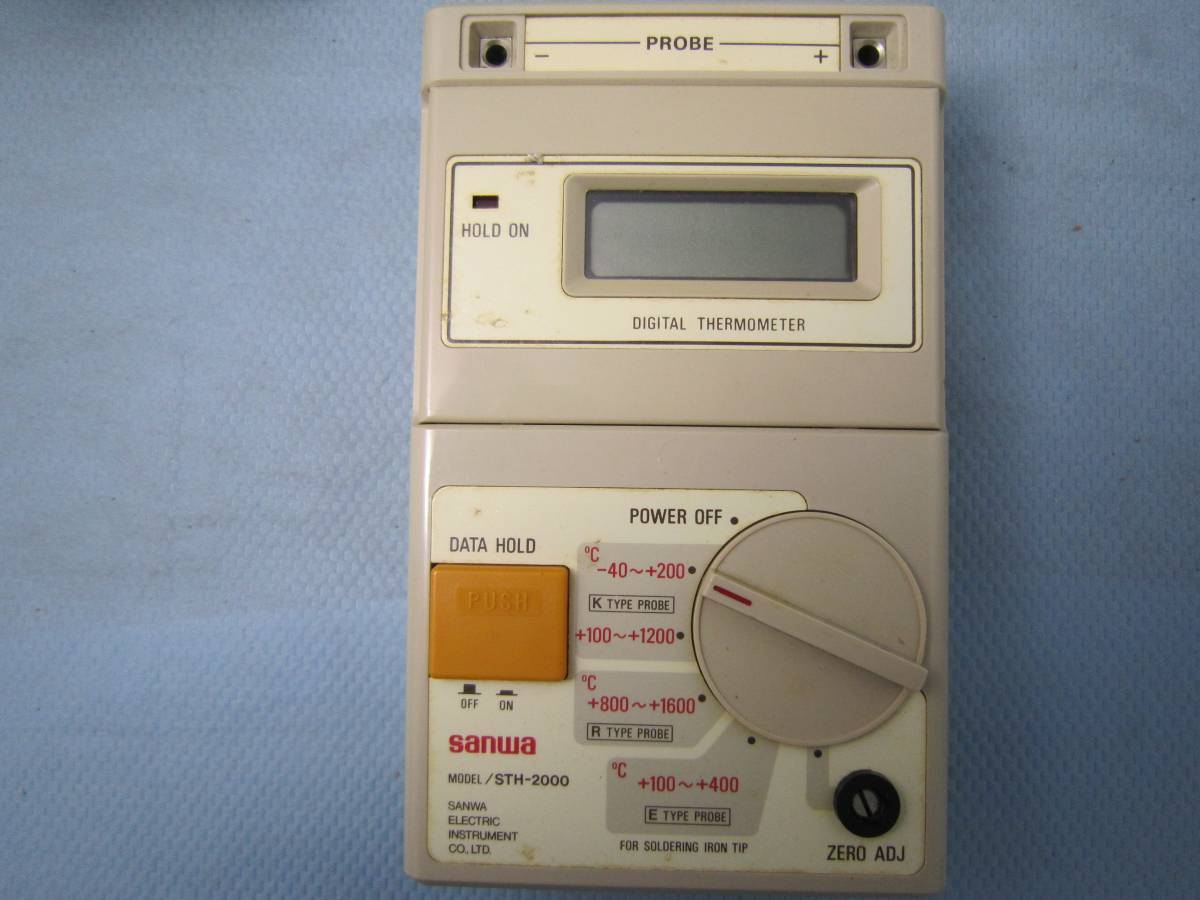 PROBE
− +
HOLD ON
DIGITAL THERMOMETER
POWER OFF
DATA HOLD
PUSH
OFF ON
℃
-40～+200
K TYPE PROBE
+100～+1200
℃
+800～+1600
R TYPE PROBE
℃
+100～+400
E TYPE PROBE
FOR SOLDERING IRON TIP
sanwa
MODEL/STH-2000
SANWA
ELECTRIC
INSTRUMENT
CO.,LTD.
ZERO ADJ